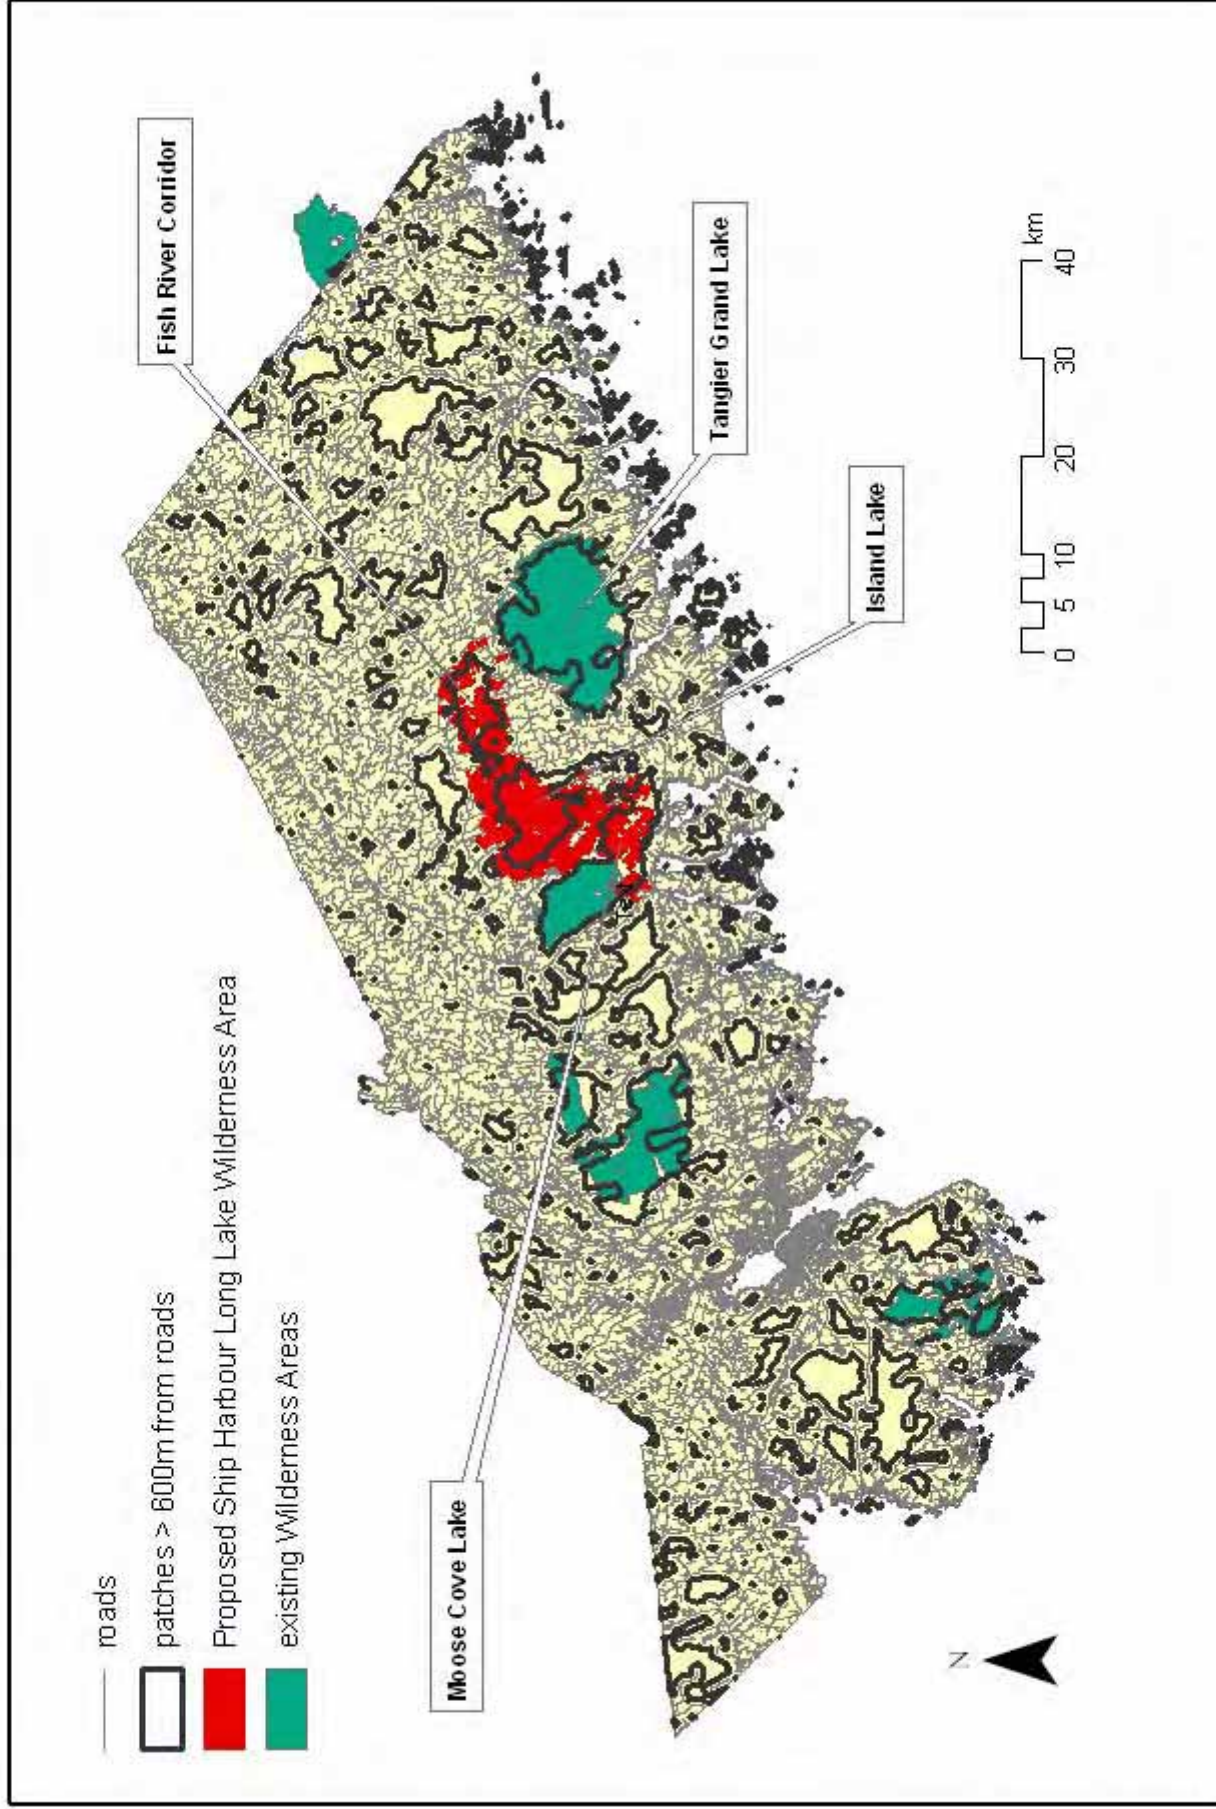 roads
patches > 600m from roads
Proposed Ship Harbour Long Lake Wilderness Area
existing Wilderness Areas
Fish River Corridor
Moose Cove Lake
Tangier Grand Lake
Island Lake
N
0 5 10 20 30 40 km